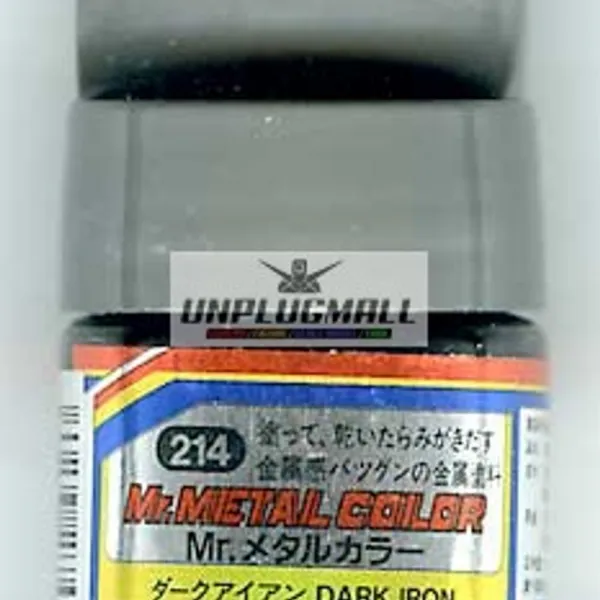 UNPLUGMALL
214
塗って、乾いたらみがきだす
金属感バツグンの金属塗料
Mr.METAL COLOR
Mr.メタルカラー
ダークアイアン DARK IRON